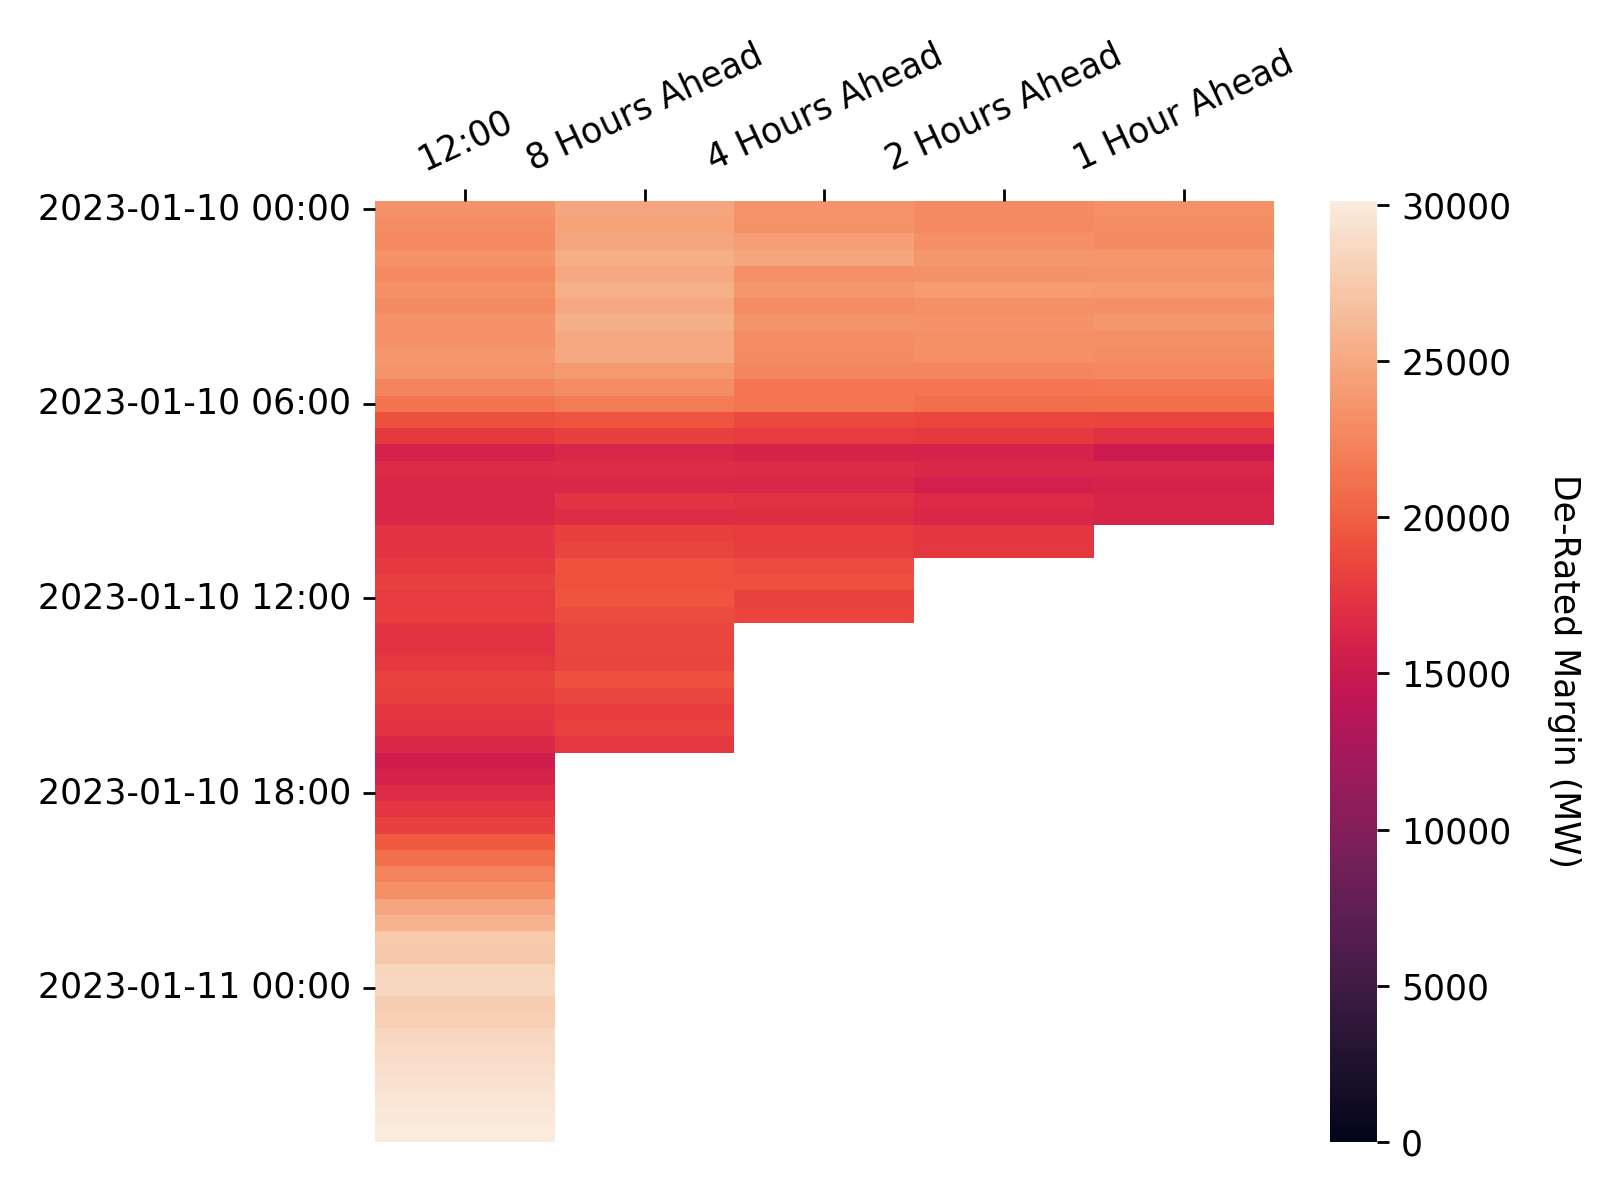 12:00
8 Hours Ahead
4 Hours Ahead
2 Hours Ahead
1 Hour Ahead
2023-01-10 00:00
2023-01-10 06:00
2023-01-10 12:00
2023-01-10 18:00
2023-01-11 00:00
30000
25000
20000
15000
10000
5000
0
De-Rated Margin (MW)